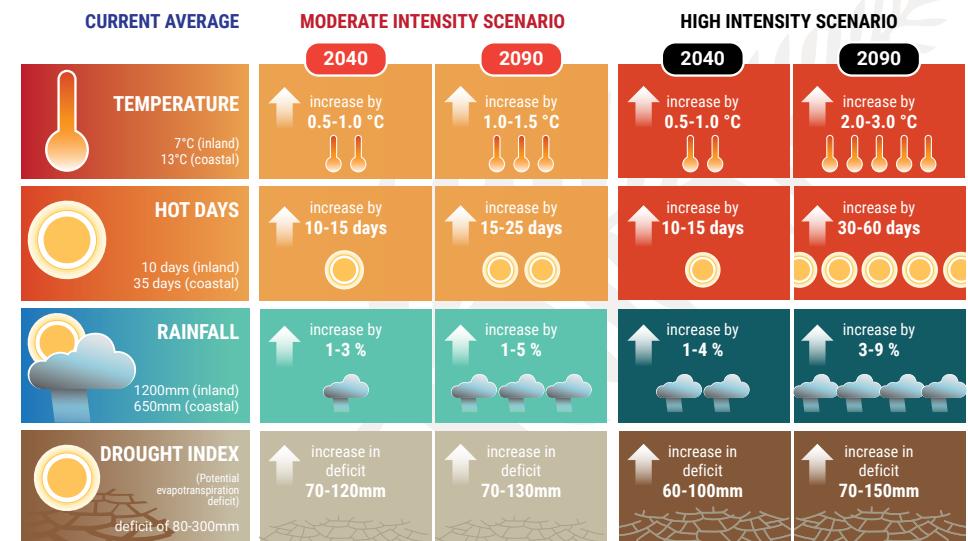 CURRENT AVERAGE
MODERATE INTENSITY SCENARIO
HIGH INTENSITY SCENARIO
2040
2090
2040
2090
TEMPERATURE
7°C (inland)
13°C (coastal)
increase by
0.5-1.0 °C
increase by
1.0-1.5 °C
increase by
0.5-1.0 °C
increase by
2.0-3.0 °C
HOT DAYS
10 days (inland)
35 days (coastal)
increase by
10-15 days
increase by
15-25 days
increase by
10-15 days
increase by
30-60 days
RAINFALL
1200mm (inland)
650mm (coastal)
increase by
1-3 %
increase by
1-5 %
increase by
1-4 %
increase by
3-9 %
DROUGHT INDEX
(Potential
evapotranspiration
deficit)
deficit of 80-300mm
increase in
deficit
70-120mm
increase in
deficit
70-130mm
increase in
deficit
60-100mm
increase in
deficit
70-150mm